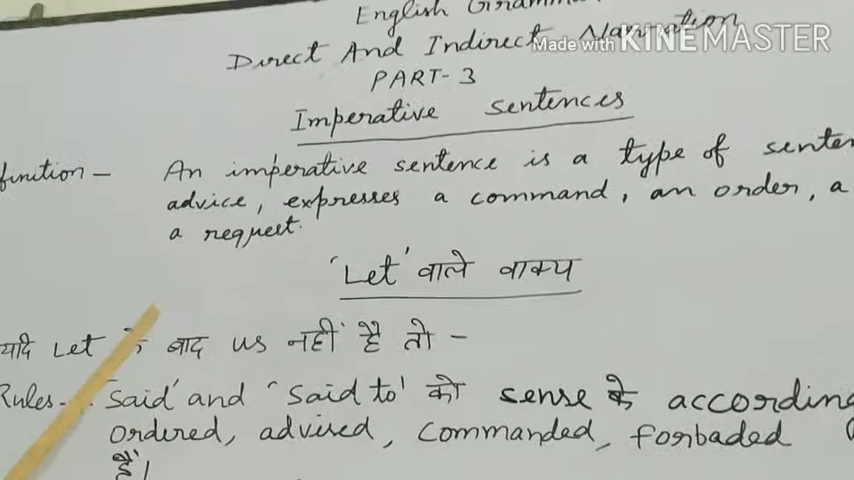 English Gramma
Direct And Indirect Narration
Made with KINEMASTER
PART-3
Imperative Sentences
finition - An imperative sentence is a type of senten
advice, expresses a command, an order, a
a request.
'Let' वाले वाक्य
यदि Let के बाद us नहीं है तो -
Rules- 'Said' and 'Said to' को sense के according
ordered, advised, commanded, forbaded
हैं।